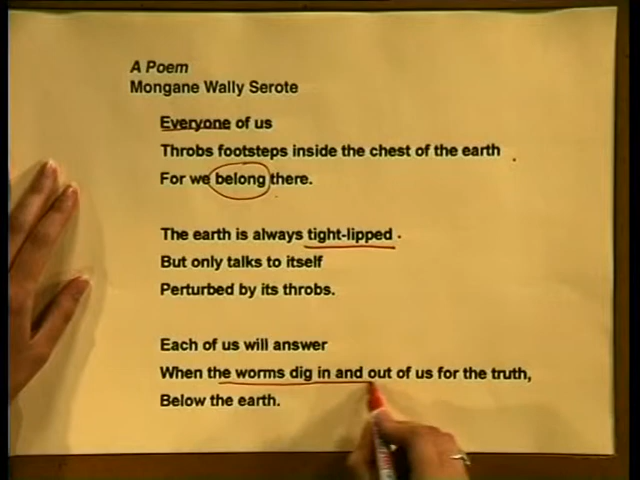 A Poem
Mongane Wally Serote
Everyone of us
Throbs footsteps inside the chest of the earth
For we belong there.
The earth is always tight-lipped
But only talks to itself
Perturbed by its throbs.
Each of us will answer
When the worms dig in and out of us for the truth,
Below the earth.